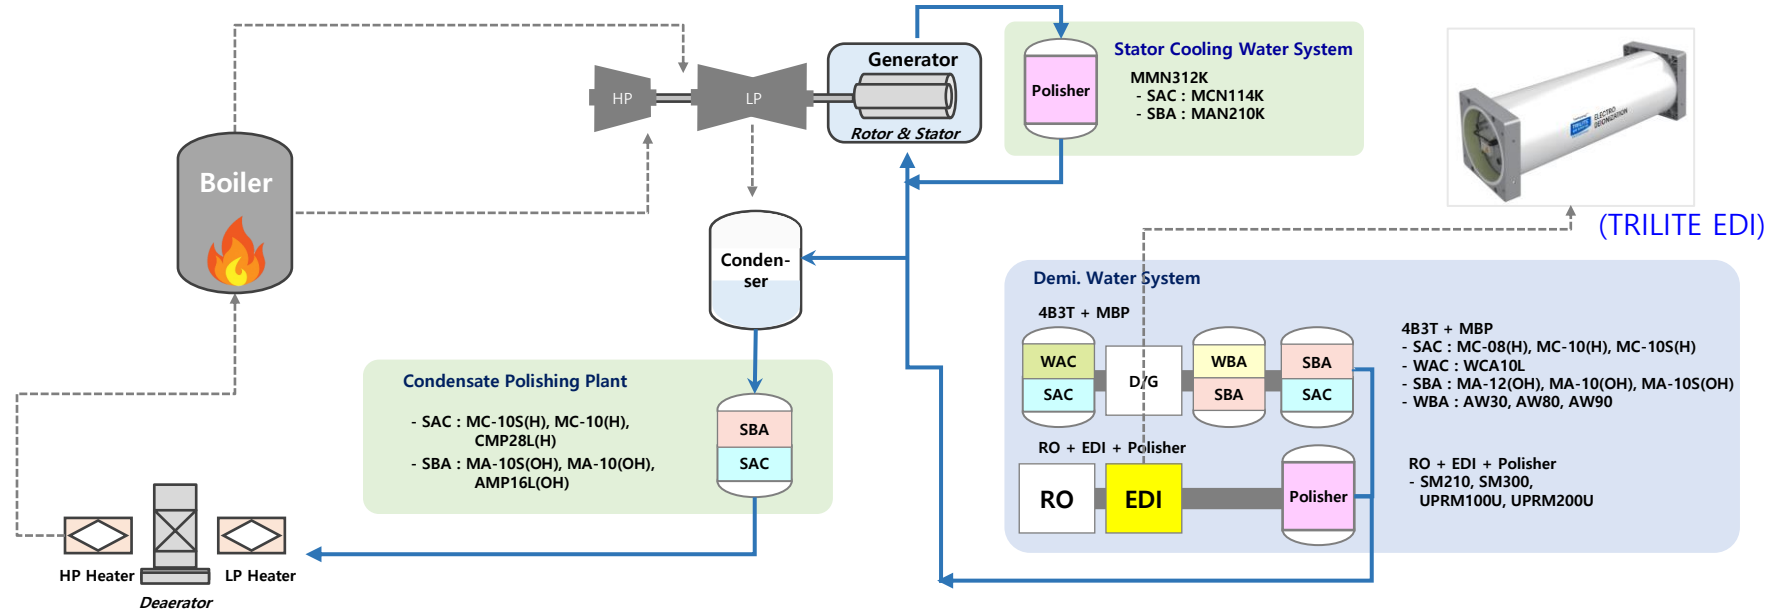 Generator
Rotor & Stator
HP
LP
Polisher
Stator Cooling Water System
MMN312K
- SAC : MCN114K
- SBA : MAN210K
TRILITE
ELECTRO
DEIONIZATION
(TRILITE EDI)
Boiler
Conden-
ser
Condensate Polishing Plant
- SAC : MC-10S(H), MC-10(H),
CMP28L(H)
- SBA : MA-10S(OH), MA-10(OH),
AMP16L(OH)
SBA
SAC
HP Heater
LP Heater
Deaerator
Demi. Water System
4B3T + MBP
WAC
SAC
D/G
WBA
SBA
SBA
SAC
4B3T + MBP
- SAC : MC-08(H), MC-10(H), MC-10S(H)
- WAC : WCA10L
- SBA : MA-12(OH), MA-10(OH), MA-10S(OH)
- WBA : AW30, AW80, AW90
RO + EDI + Polisher
RO
EDI
Polisher
RO + EDI + Polisher
- SM210, SM300,
UPRM100U, UPRM200U